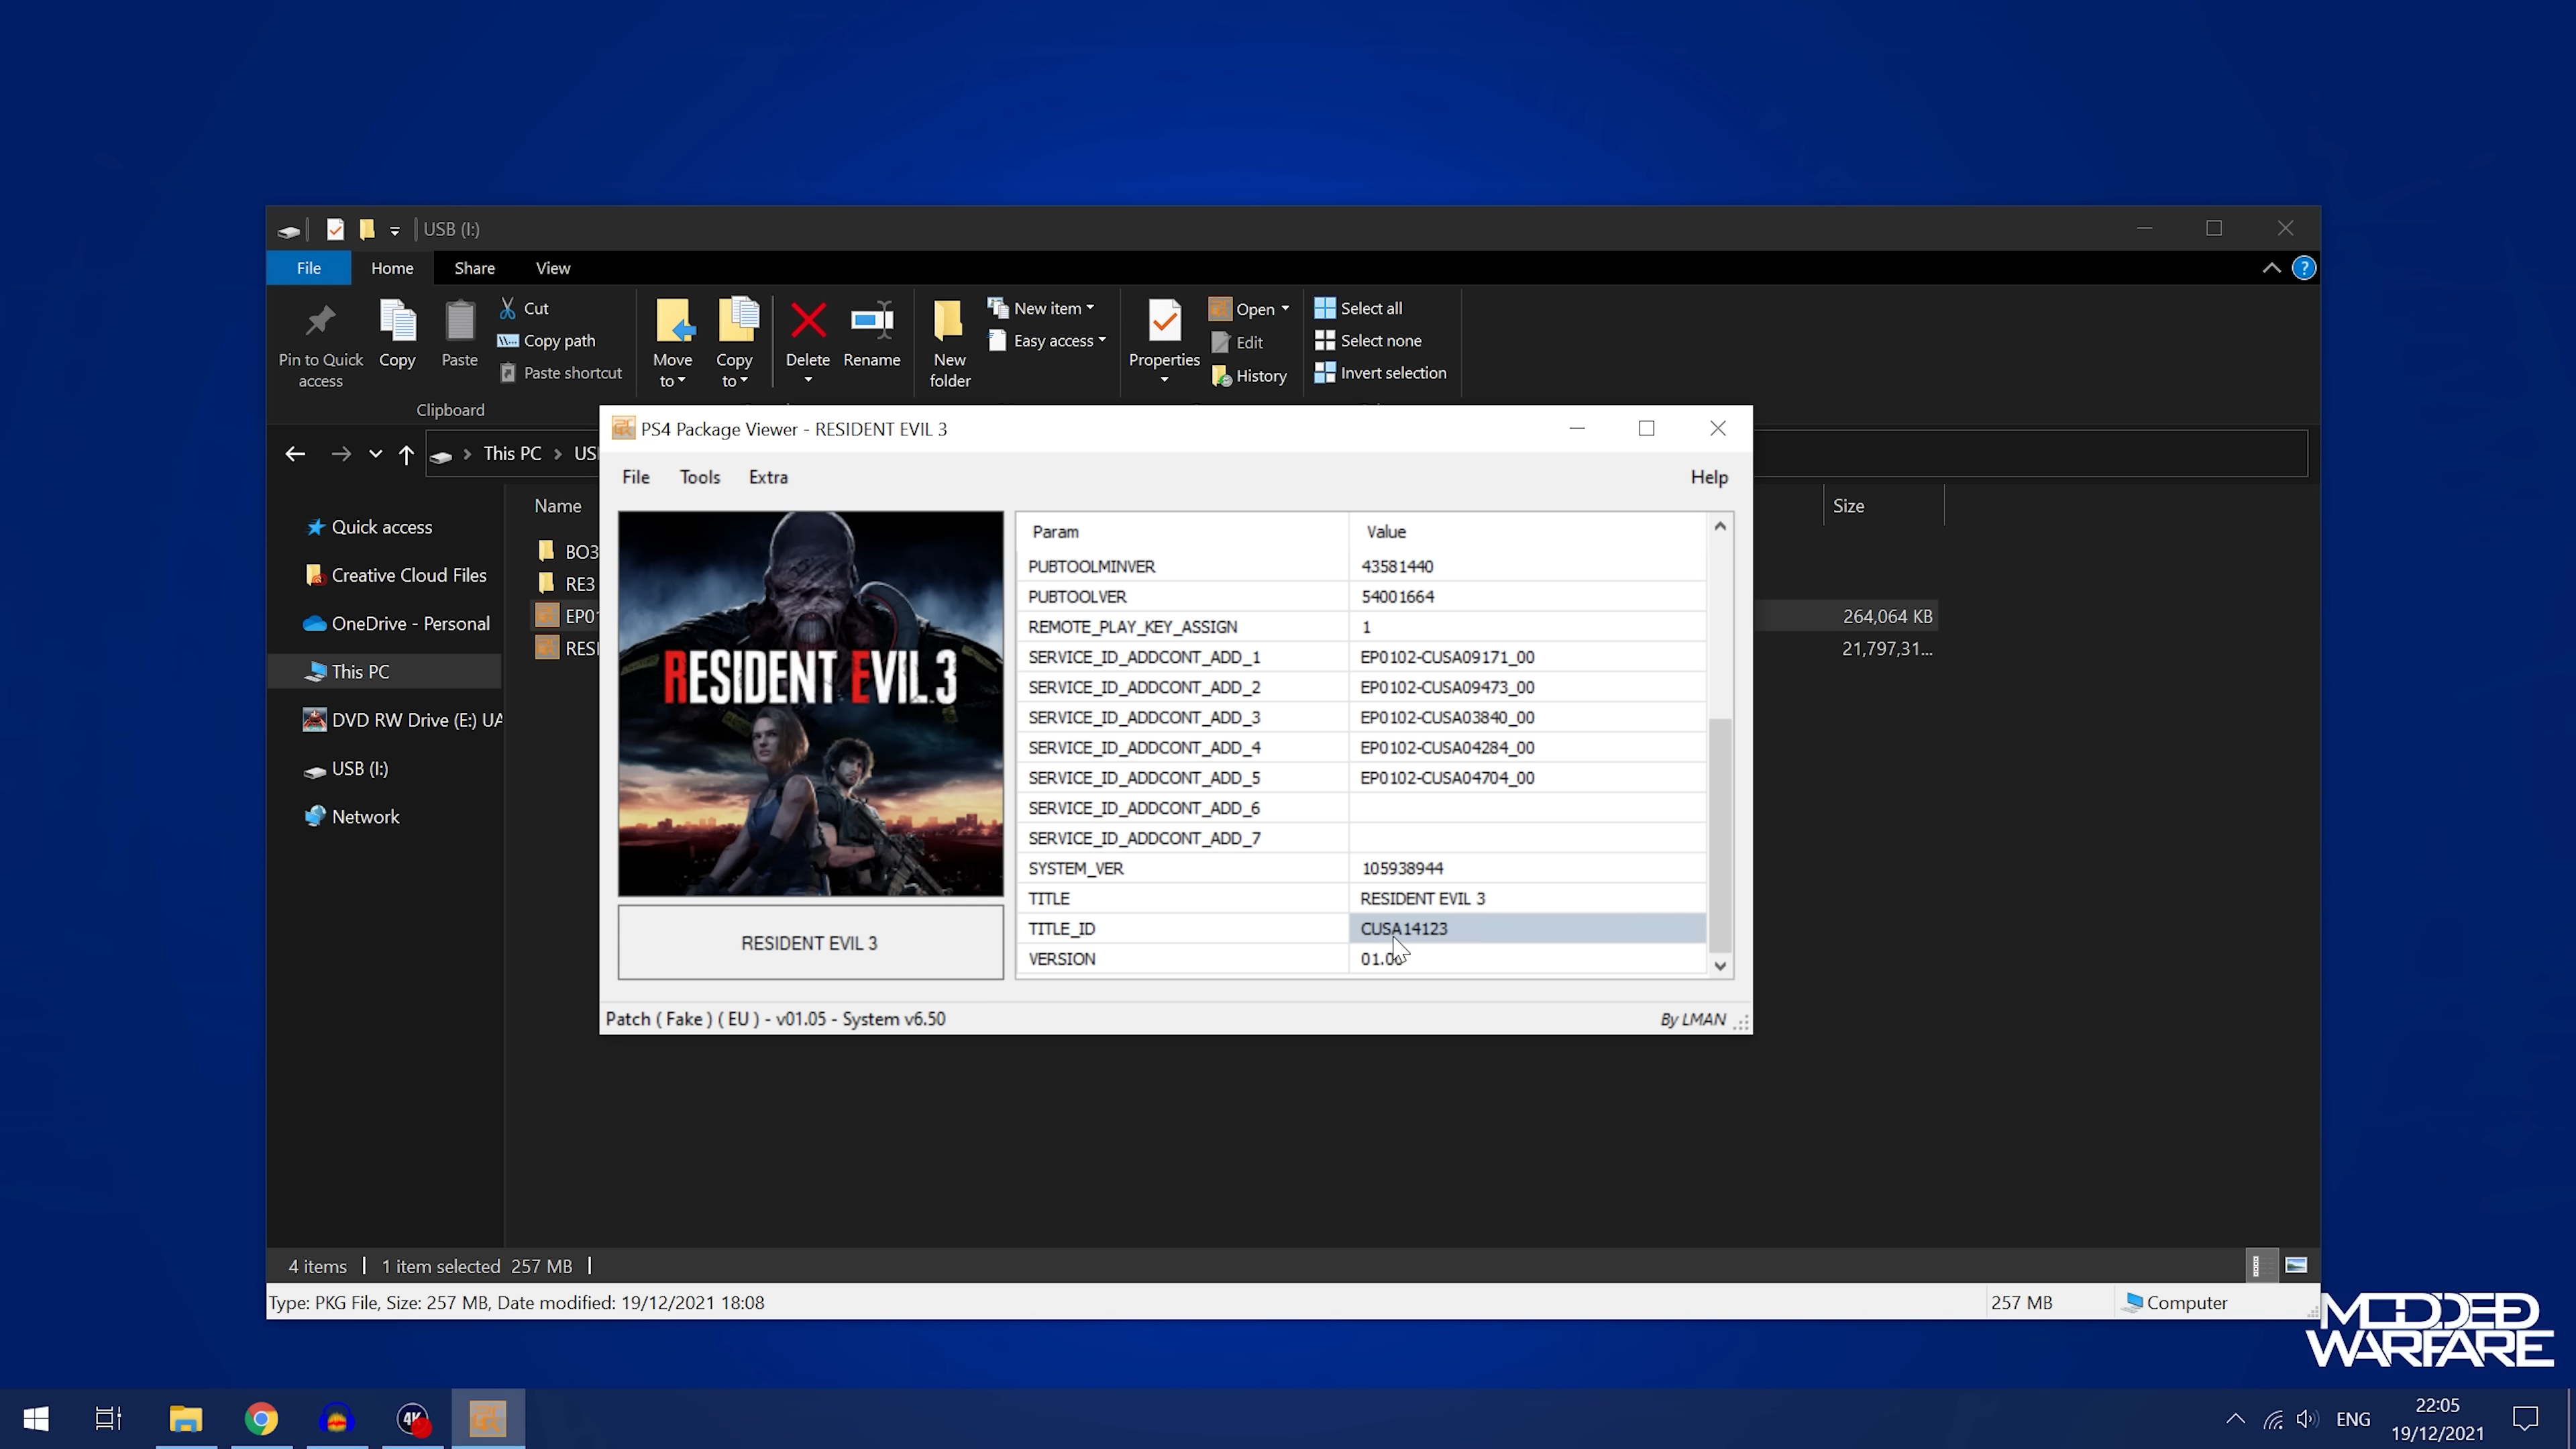 USB (I:)
File Home Share View
Pin to Quick access
Copy
Paste
Cut
Copy path
Paste shortcut
Clipboard
Move to
Copy to
Delete
Rename
New folder
New item
Easy access
Properties
Open
Edit
History
Select all
Select none
Invert selection
This PC
Name
Size
Quick access
Creative Cloud Files
OneDrive - Personal
This PC
DVD RW Drive (E:) UA
USB (I:)
Network
BO3
RE3
264,064 KB
21,797,31...
PS4 Package Viewer - RESIDENT EVIL 3
File Tools Extra Help
RESIDENT EVIL 3
RESIDENT EVIL 3
Param Value
PUBTOOLMINVER 43581440
PUBTOOLVER 54001664
REMOTE_PLAY_KEY_ASSIGN 1
SERVICE_ID_ADDCONT_ADD_1 EP0102-CUSA09171_00
SERVICE_ID_ADDCONT_ADD_2 EP0102-CUSA09473_00
SERVICE_ID_ADDCONT_ADD_3 EP0102-CUSA03840_00
SERVICE_ID_ADDCONT_ADD_4 EP0102-CUSA04284_00
SERVICE_ID_ADDCONT_ADD_5 EP0102-CUSA04704_00
SERVICE_ID_ADDCONT_ADD_6
SERVICE_ID_ADDCONT_ADD_7
SYSTEM_VER 105938944
TITLE RESIDENT EVIL 3
TITLE_ID CUSA14123
VERSION
Patch ( Fake ) ( EU ) - v01.05 - System v6.50
By LMAN
4 items 1 item selected 257 MB
Type: PKG File, Size: 257 MB, Date modified: 19/12/2021 18:08
257 MB
Computer
MODDED
WARFARE
4K
ENG
22:05
19/12/2021